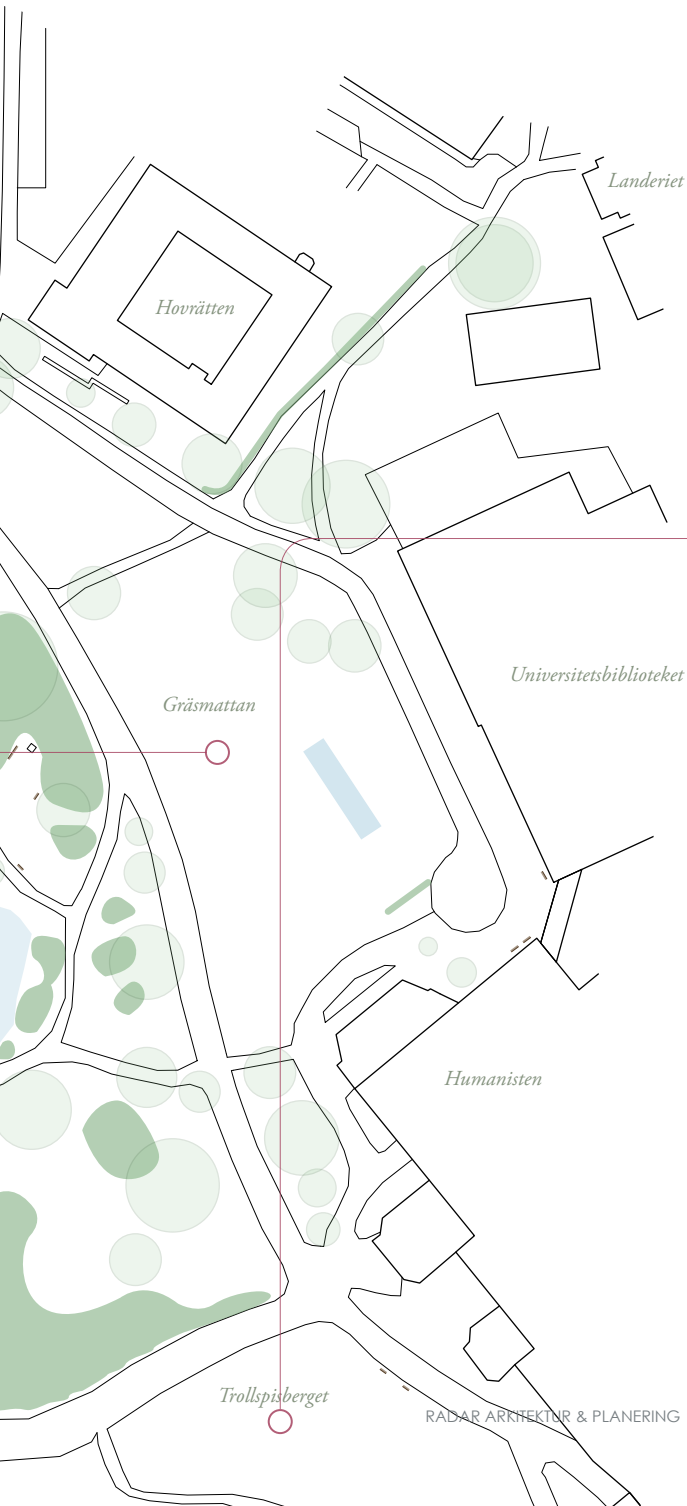 Landeriet
Hovrätten
Universitetsbiblioteket
Gräsmattan
Humanisten
Trollspisberget
RADAR ARKITEKTUR & PLANERING